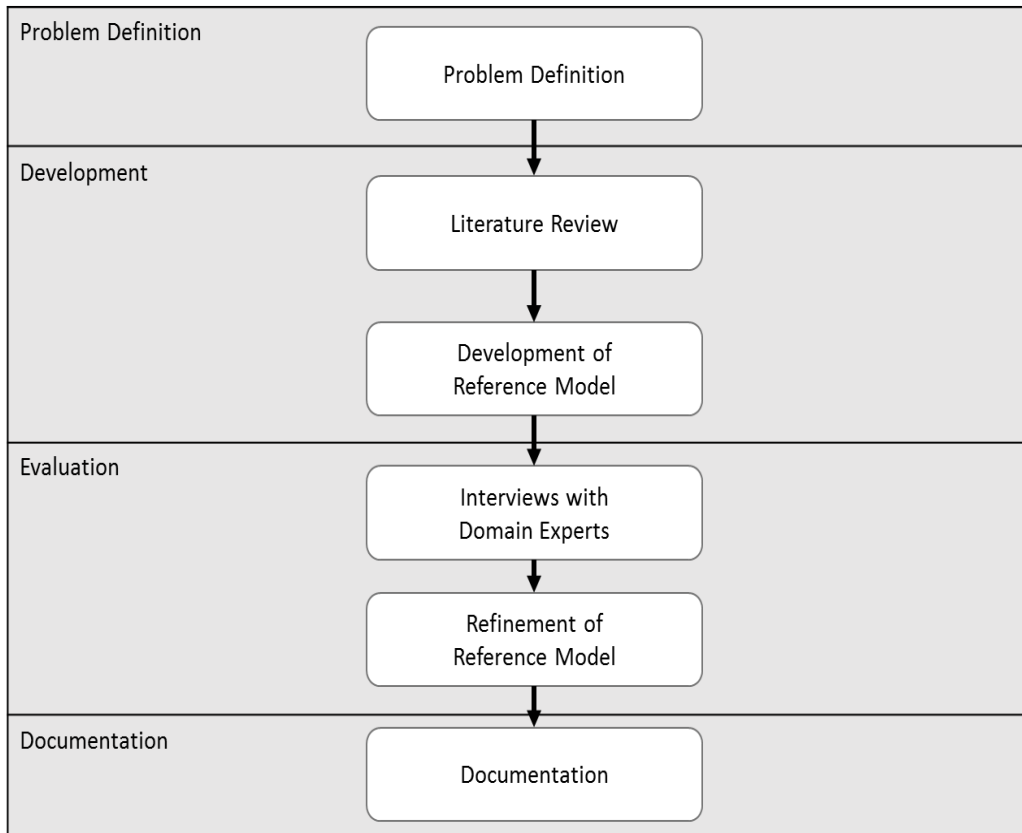 Problem Definition
Problem Definition
Development
Literature Review
Development of
Reference Model
Evaluation
Interviews with
Domain Experts
Refinement of
Reference Model
Documentation
Documentation